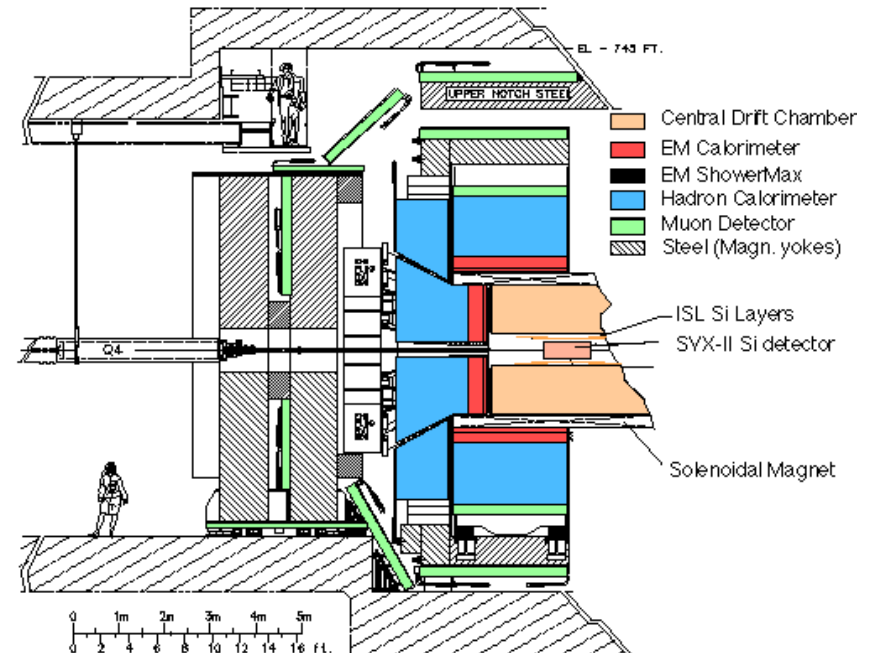 EL - 743 FT.
UPPER NOTCH STEEL
Central Drift Chamber
EM Calorimeter
EM ShowerMax
Hadron Calorimeter
Muon Detector
Steel (Magn. yokes)
ISL Si Layers
SVX-II Si detector
Q4
Solenoidal Magnet
0 1m 2m 3m 4m 5m
0 2 4 6 8 10 12 14 16 ft.